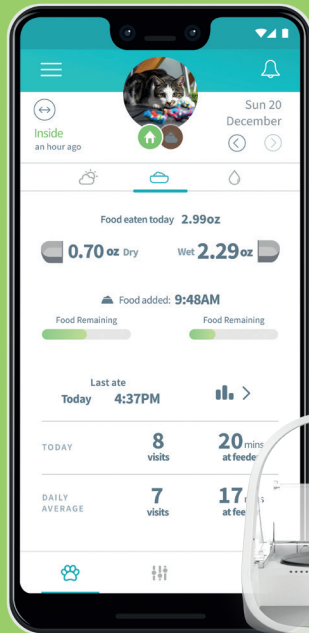 Sun 20
December
Inside
an hour ago
Food eaten today 2.99oz
0.70 oz Dry Wet 2.29 oz
Food added: 9:48AM
Food Remaining Food Remaining
Last ate
Today 4:37PM
TODAY 8 visits 20 mins at feeder
DAILY AVERAGE 7 visits 17